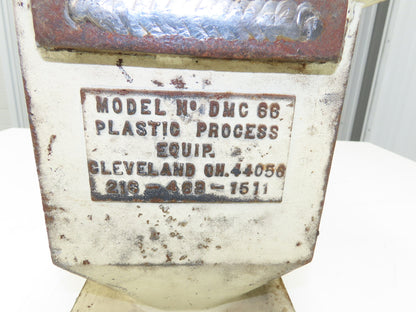 MODEL No DMC 66
PLASTIC PROCESS
EQUIP.
CLEVELAND OH. 44056
216-468-1511